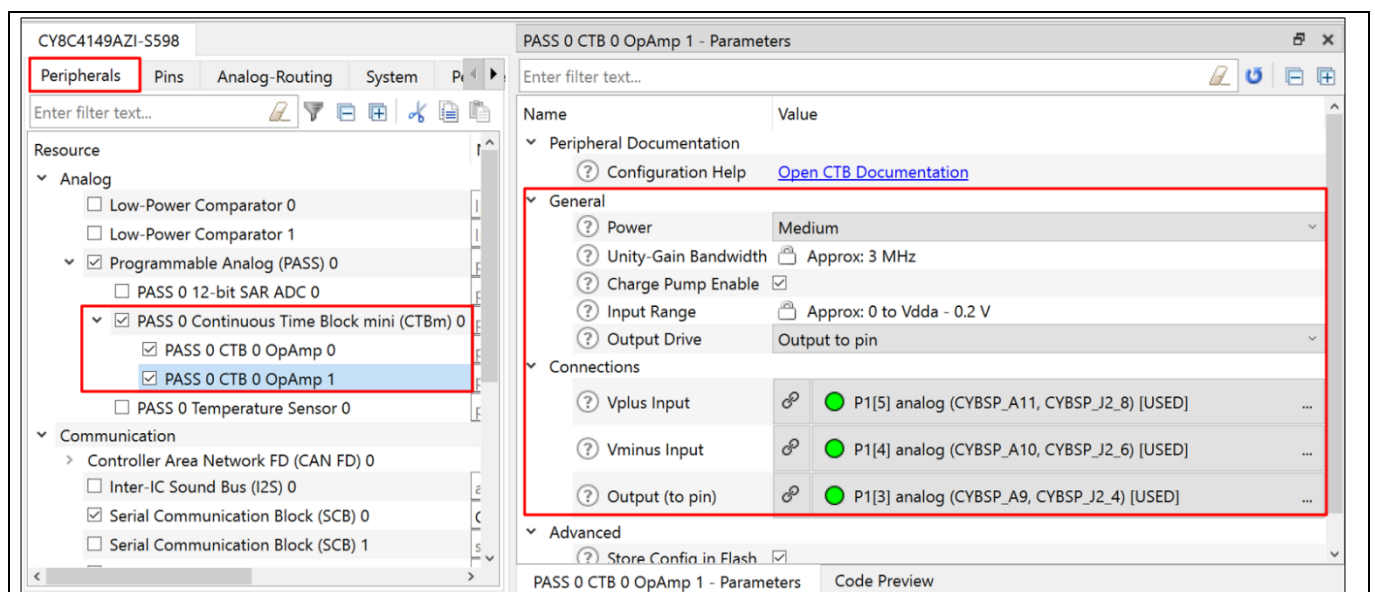 CY8C4149AZI-S598
Peripherals Pins Analog-Routing System
Enter filter text...
Resource
Analog
Low-Power Comparator 0
Low-Power Comparator 1
Programmable Analog (PASS) 0
PASS 0 12-bit SAR ADC 0
PASS 0 Continuous Time Block mini (CTBm) 0
PASS 0 CTB 0 OpAmp 0
PASS 0 CTB 0 OpAmp 1
PASS 0 Temperature Sensor 0
Communication
Controller Area Network FD (CAN FD) 0
Inter-IC Sound Bus (I2S) 0
Serial Communication Block (SCB) 0
Serial Communication Block (SCB) 1
PASS 0 CTB 0 OpAmp 1 - Parameters
Enter filter text...
Name Value
Peripheral Documentation
Configuration Help Open CTB Documentation
General
Power Medium
Unity-Gain Bandwidth Approx: 3 MHz
Charge Pump Enable
Input Range Approx: 0 to Vdda - 0.2 V
Output Drive Output to pin
Connections
Vplus Input P1[5] analog (CYBSP_A11, CYBSP_J2_8) [USED] ...
Vminus Input P1[4] analog (CYBSP_A10, CYBSP_J2_6) [USED] ...
Output (to pin) P1[3] analog (CYBSP_A9, CYBSP_J2_4) [USED] ...
Advanced
Store Config in Flash
PASS 0 CTB 0 OpAmp 1 - Parameters Code Preview